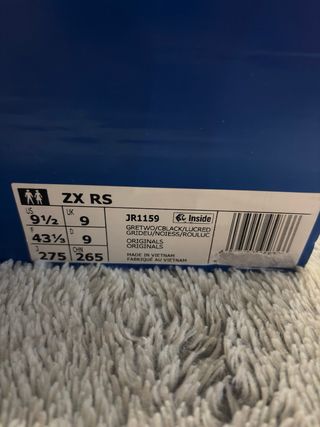 ZX RS
US 9½ UK 9
F 43⅓ D 9
J 275 CHN 265
JR1159 Inside
GRETWO/CBLACK/LUCRED
GRIDEU/NOIESS/ROULUC
ORIGINALS
ORIGINALS
MADE IN VIETNAM
FABRIQUÉ AU VIETNAM